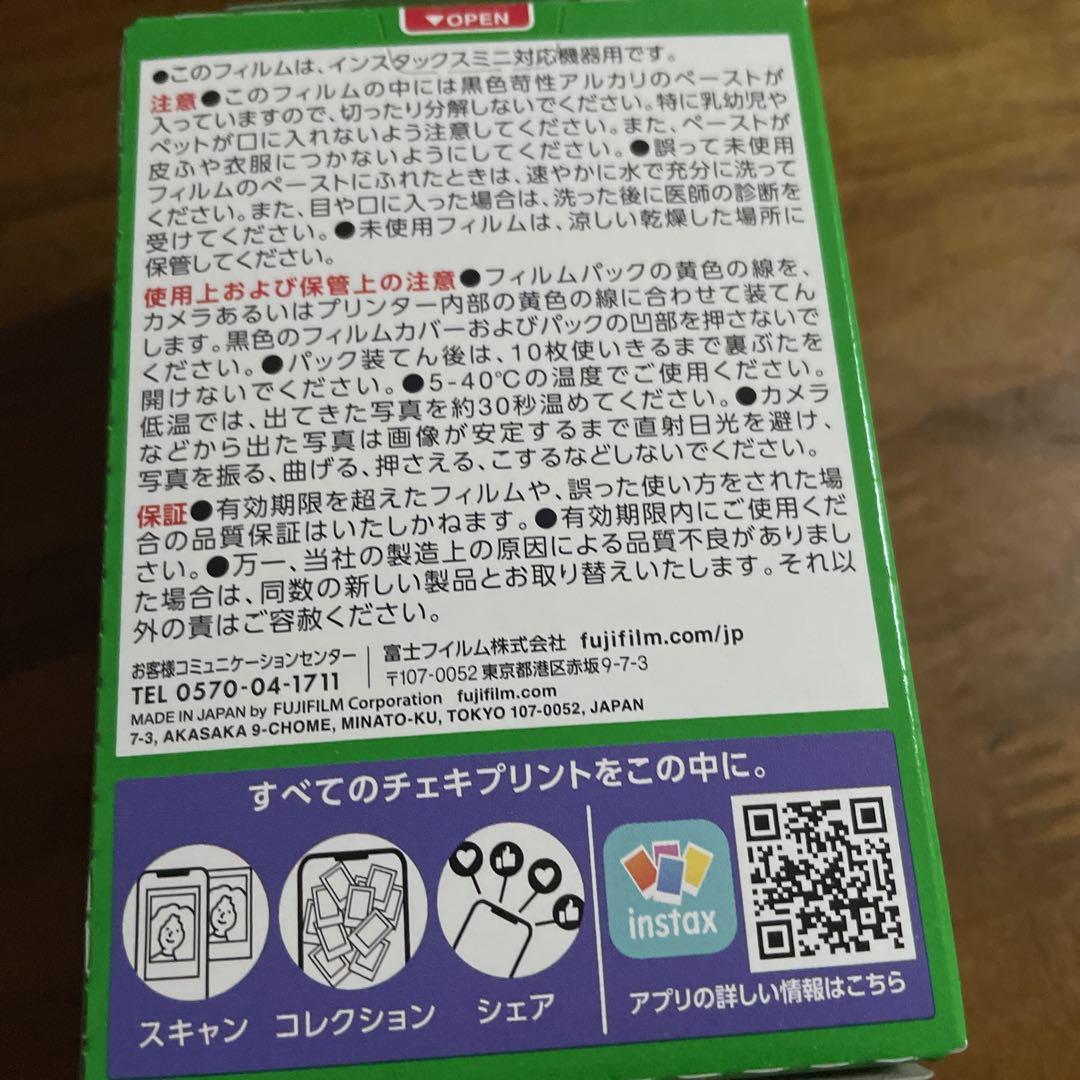 ▼OPEN
●このフィルムは、インスタックスミニ対応機器用です。
注意●このフィルムの中には黒色苛性アルカリのペーストが
入っていますので、切ったり分解しないでください。特に乳幼児や
ペットが口に入れないよう注意してください。また、ペーストが
皮ふや衣服につかないようにしてください。●誤って未使用
フィルムのペーストにふれたときは、速やかに水で充分に洗って
ください。また、目や口に入った場合は、洗った後に医師の診断を
受けてください。●未使用フィルムは、涼しい乾燥した場所に
保管してください。
使用上および保管上の注意●フィルムパックの黄色の線を、
カメラあるいはプリンター内部の黄色の線に合わせて装てん
します。黒色のフィルムカバーおよびパックの凹部を押さないで
ください。●パック装てん後は、10枚使いきるまで裏ぶたを
開けないでください。●5-40℃の温度でご使用ください。
低温では、出てきた写真を約30秒温めてください。●カメラ
などから出た写真は画像が安定するまで直射日光を避け、
写真を振る、曲げる、押さえる、こするなどしないでください。
保証●有効期限を超えたフィルムや、誤った使い方をされた場
合の品質保証はいたしかねます。●有効期限内にご使用くだ
さい。●万一、当社の製造上の原因による品質不良がありまし
た場合は、同数の新しい製品とお取り替えいたします。それ以
外の責はご容赦ください。
お客様コミュニケーションセンター
TEL 0570-04-1711
富士フイルム株式会社 fujifilm.com/jp
〒107-0052 東京都港区赤坂9-7-3
MADE IN JAPAN by FUJIFILM Corporation fujifilm.com
7-3, AKASAKA 9-CHOME, MINATO-KU, TOKYO 107-0052, JAPAN
すべてのチェキプリントをこの中に。
スキャン
コレクション
シェア
instax
アプリの詳しい情報はこちら